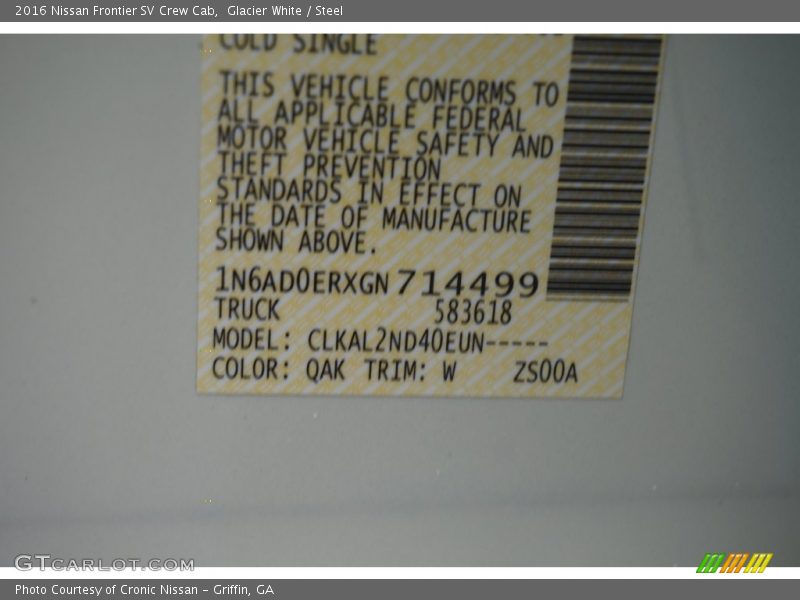 2016 Nissan Frontier SV Crew Cab, Glacier White / Steel
COLD SINGLE
THIS VEHICLE CONFORMS TO
ALL APPLICABLE FEDERAL
MOTOR VEHICLE SAFETY AND
THEFT PREVENTION
STANDARDS IN EFFECT ON
THE DATE OF MANUFACTURE
SHOWN ABOVE.
1N6AD0ERXGN714499
TRUCK 583618
MODEL: CLKAL2ND40EUN-----
COLOR: QAK TRIM: W ZS00A
GTCARLOT.COM
Photo Courtesy of Cronic Nissan - Griffin, GA